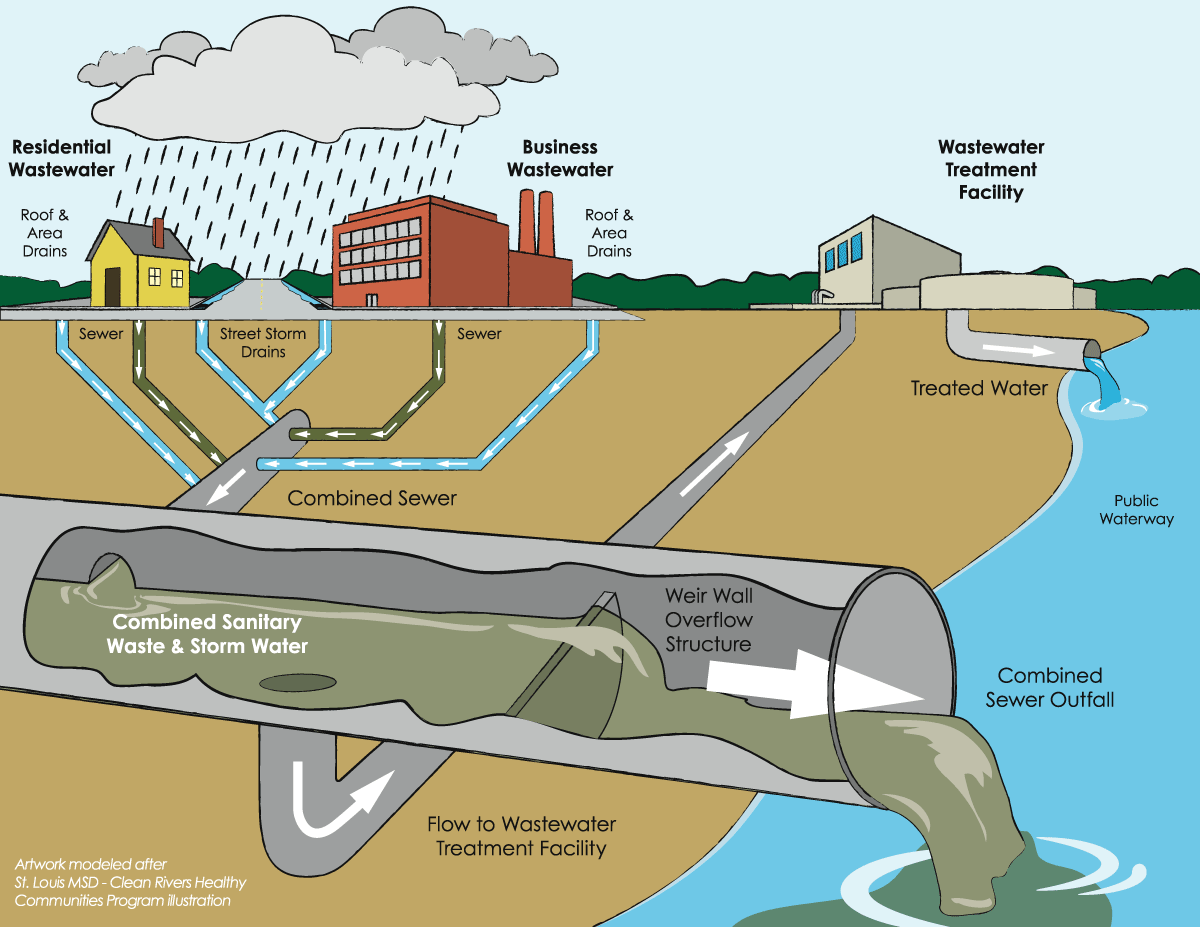 Residential
Wastewater
Business
Wastewater
Wastewater
Treatment
Facility
Roof &
Area
Drains
Roof &
Area
Drains
Sewer
Street Storm
Drains
Sewer
Treated Water
Combined Sewer
Public
Waterway
Weir Wall
Overflow
Structure
Combined Sanitary
Waste & Storm Water
Combined
Sewer Outfall
Flow to Wastewater
Treatment Facility
Artwork modeled after
St. Louis MSD - Clean Rivers Healthy
Communities Program illustration